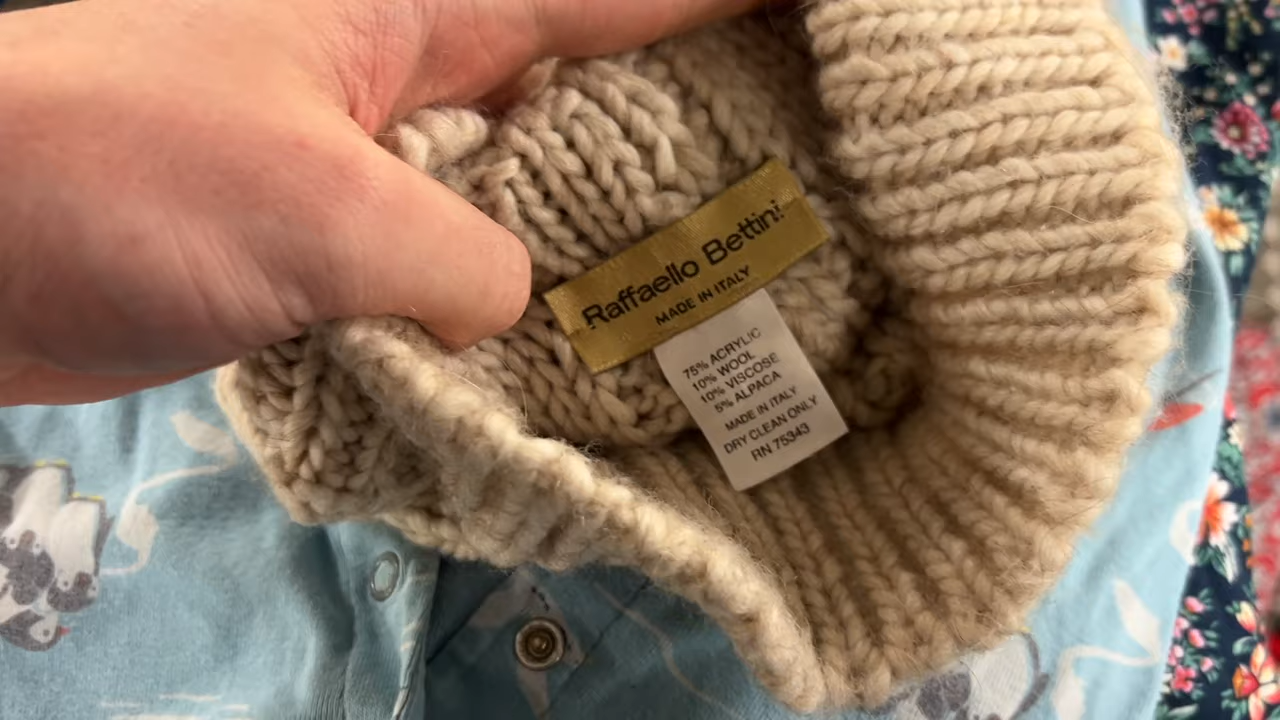 Raffaello Bettini
MADE IN ITALY
75% ACRYLIC
10% WOOL
10% VISCOSE
5% ALPACA
MADE IN ITALY
DRY CLEAN ONLY
RN 75343